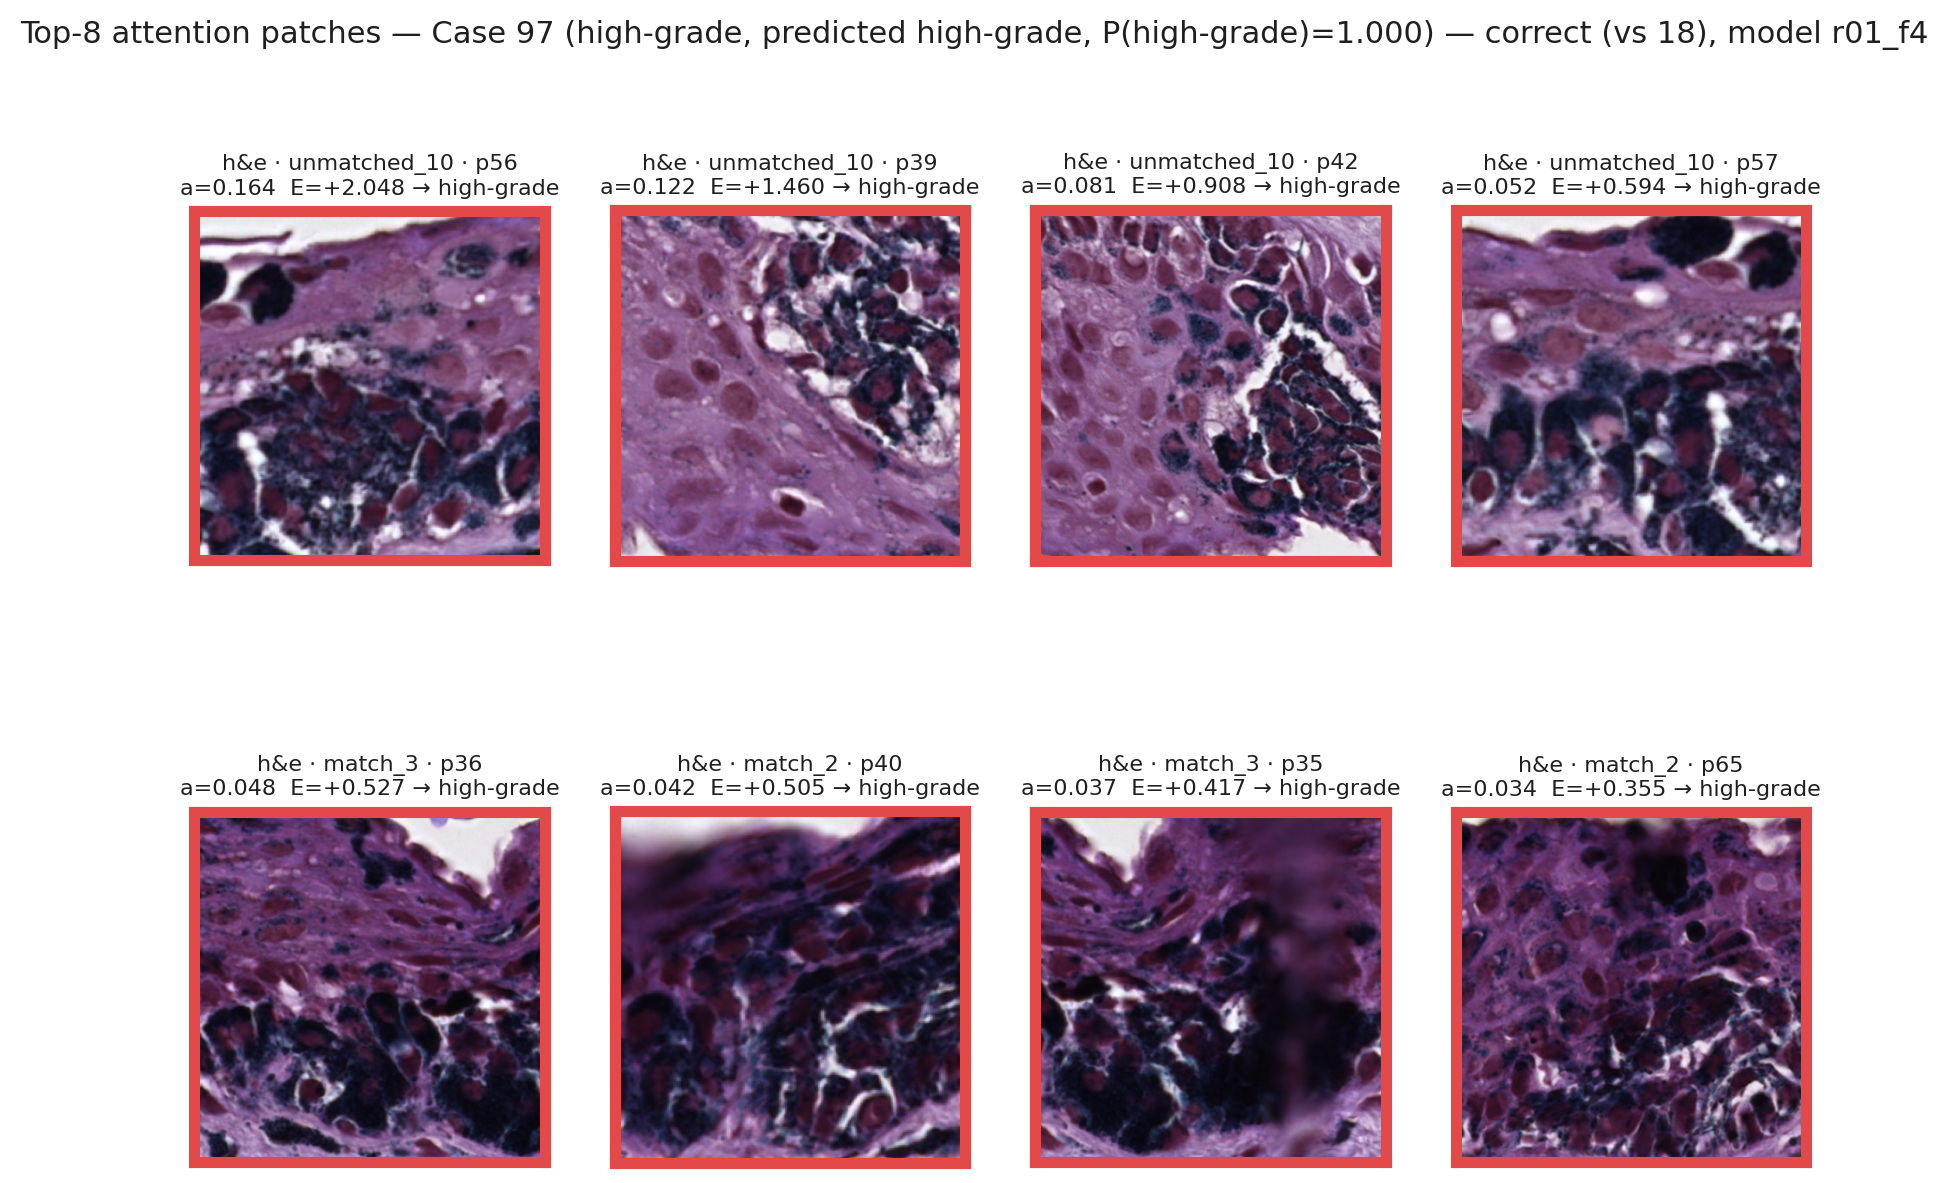 Top-8 attention patches — Case 97 (high-grade, predicted high-grade, P(high-grade)=1.000) — correct (vs 18), model r01_f4
h&e · unmatched_10 · p56
a=0.164  E=+2.048 → high-grade
h&e · unmatched_10 · p39
a=0.122  E=+1.460 → high-grade
h&e · unmatched_10 · p42
a=0.081  E=+0.908 → high-grade
h&e · unmatched_10 · p57
a=0.052  E=+0.594 → high-grade
h&e · match_3 · p36
a=0.048  E=+0.527 → high-grade
h&e · match_2 · p40
a=0.042  E=+0.505 → high-grade
h&e · match_3 · p35
a=0.037  E=+0.417 → high-grade
h&e · match_2 · p65
a=0.034  E=+0.355 → high-grade